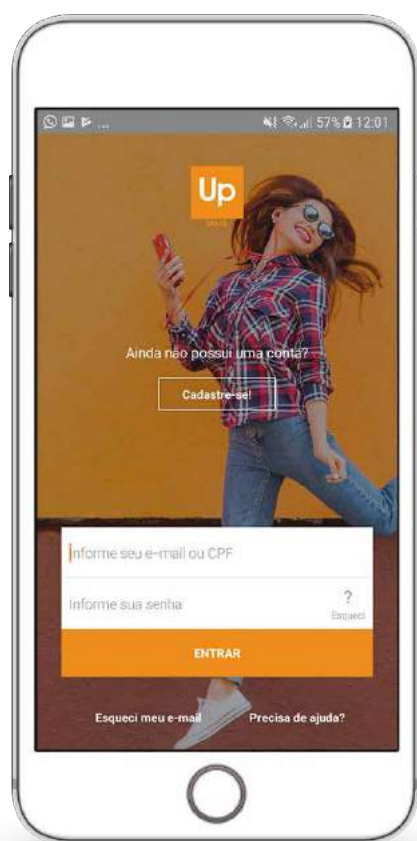 ... 57% 12:01
Up
BRASIL
Ainda não possui uma conta?
Cadastre-se!
Informe seu e-mail ou CPF
Informe sua senha
?
Esqueci
ENTRAR
Esqueci meu e-mail Precisa de ajuda?